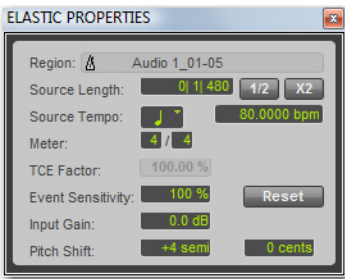 ELASTIC PROPERTIES
Region: Audio 1_01-05
Source Length: 0| 1| 480 1/2 X2
Source Tempo: 80.0000 bpm
Meter: 4 / 4
TCE Factor: 100.00 %
Event Sensitivity: 100 % Reset
Input Gain: 0.0 dB
Pitch Shift: +4 semi 0 cents